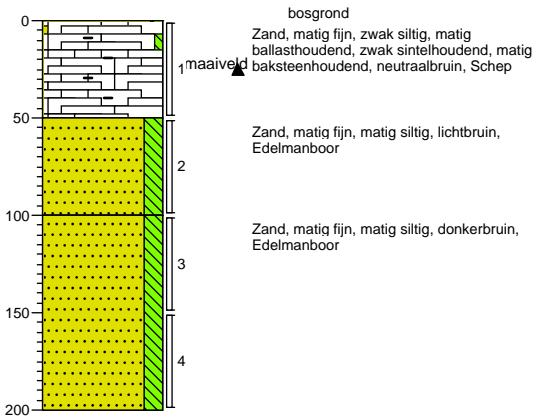 bosgrond
0
Zand, matig fijn, zwak siltig, matig
ballasthoudend, zwak sintelhoudend, matig
baksteenhoudend, neutraalbruin, Schep
maaiveld
1
50
Zand, matig fijn, matig siltig, lichtbruin,
Edelmanboor
2
100
Zand, matig fijn, matig siltig, donkerbruin,
Edelmanboor
3
150
4
200